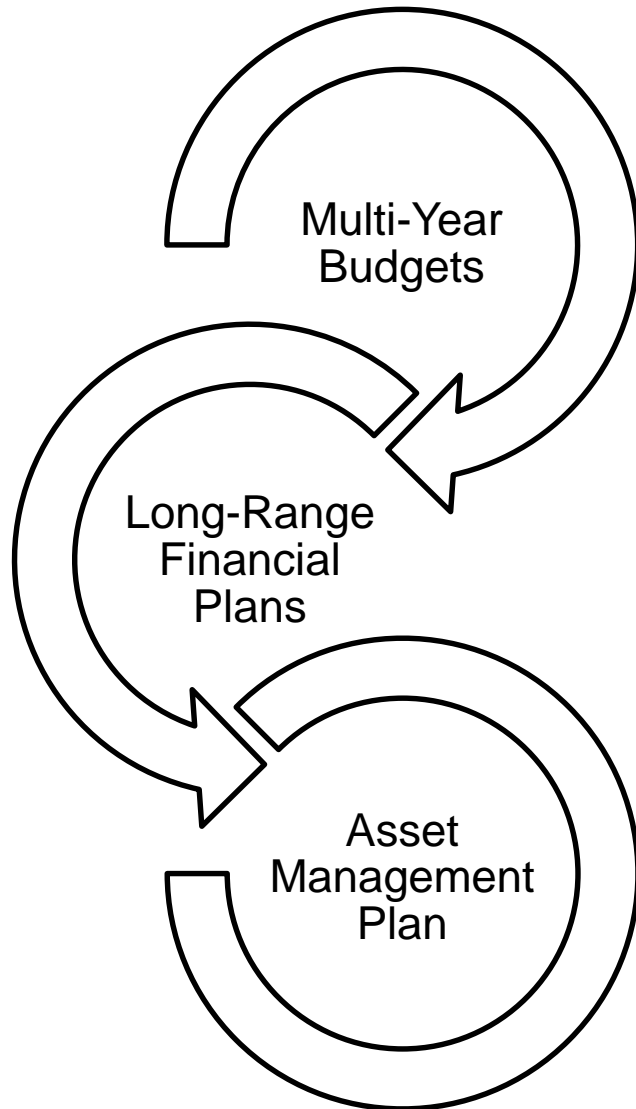 Multi-Year
Budgets
Long-Range
Financial
Plans
Asset
Management
Plan